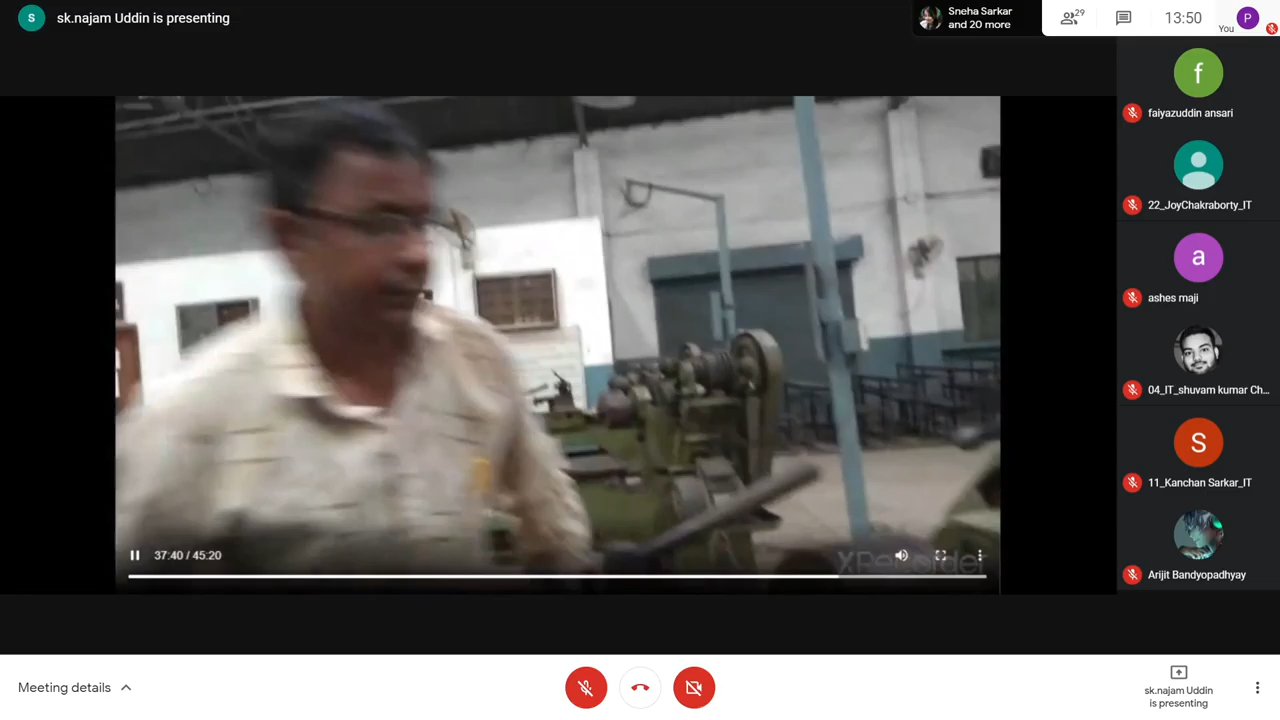 S
sk.najam Uddin is presenting
Sneha Sarkar
and 20 more
29
13:50
You
P
f
faiyazuddin ansari
22_JoyChakraborty_IT
a
ashes maji
04_IT_shuvam kumar Ch...
S
11_Kanchan Sarkar_IT
Arijit Bandyopadhyay
37:40 / 45:20
XRecorder
Meeting details
sk.najam Uddin
is presenting